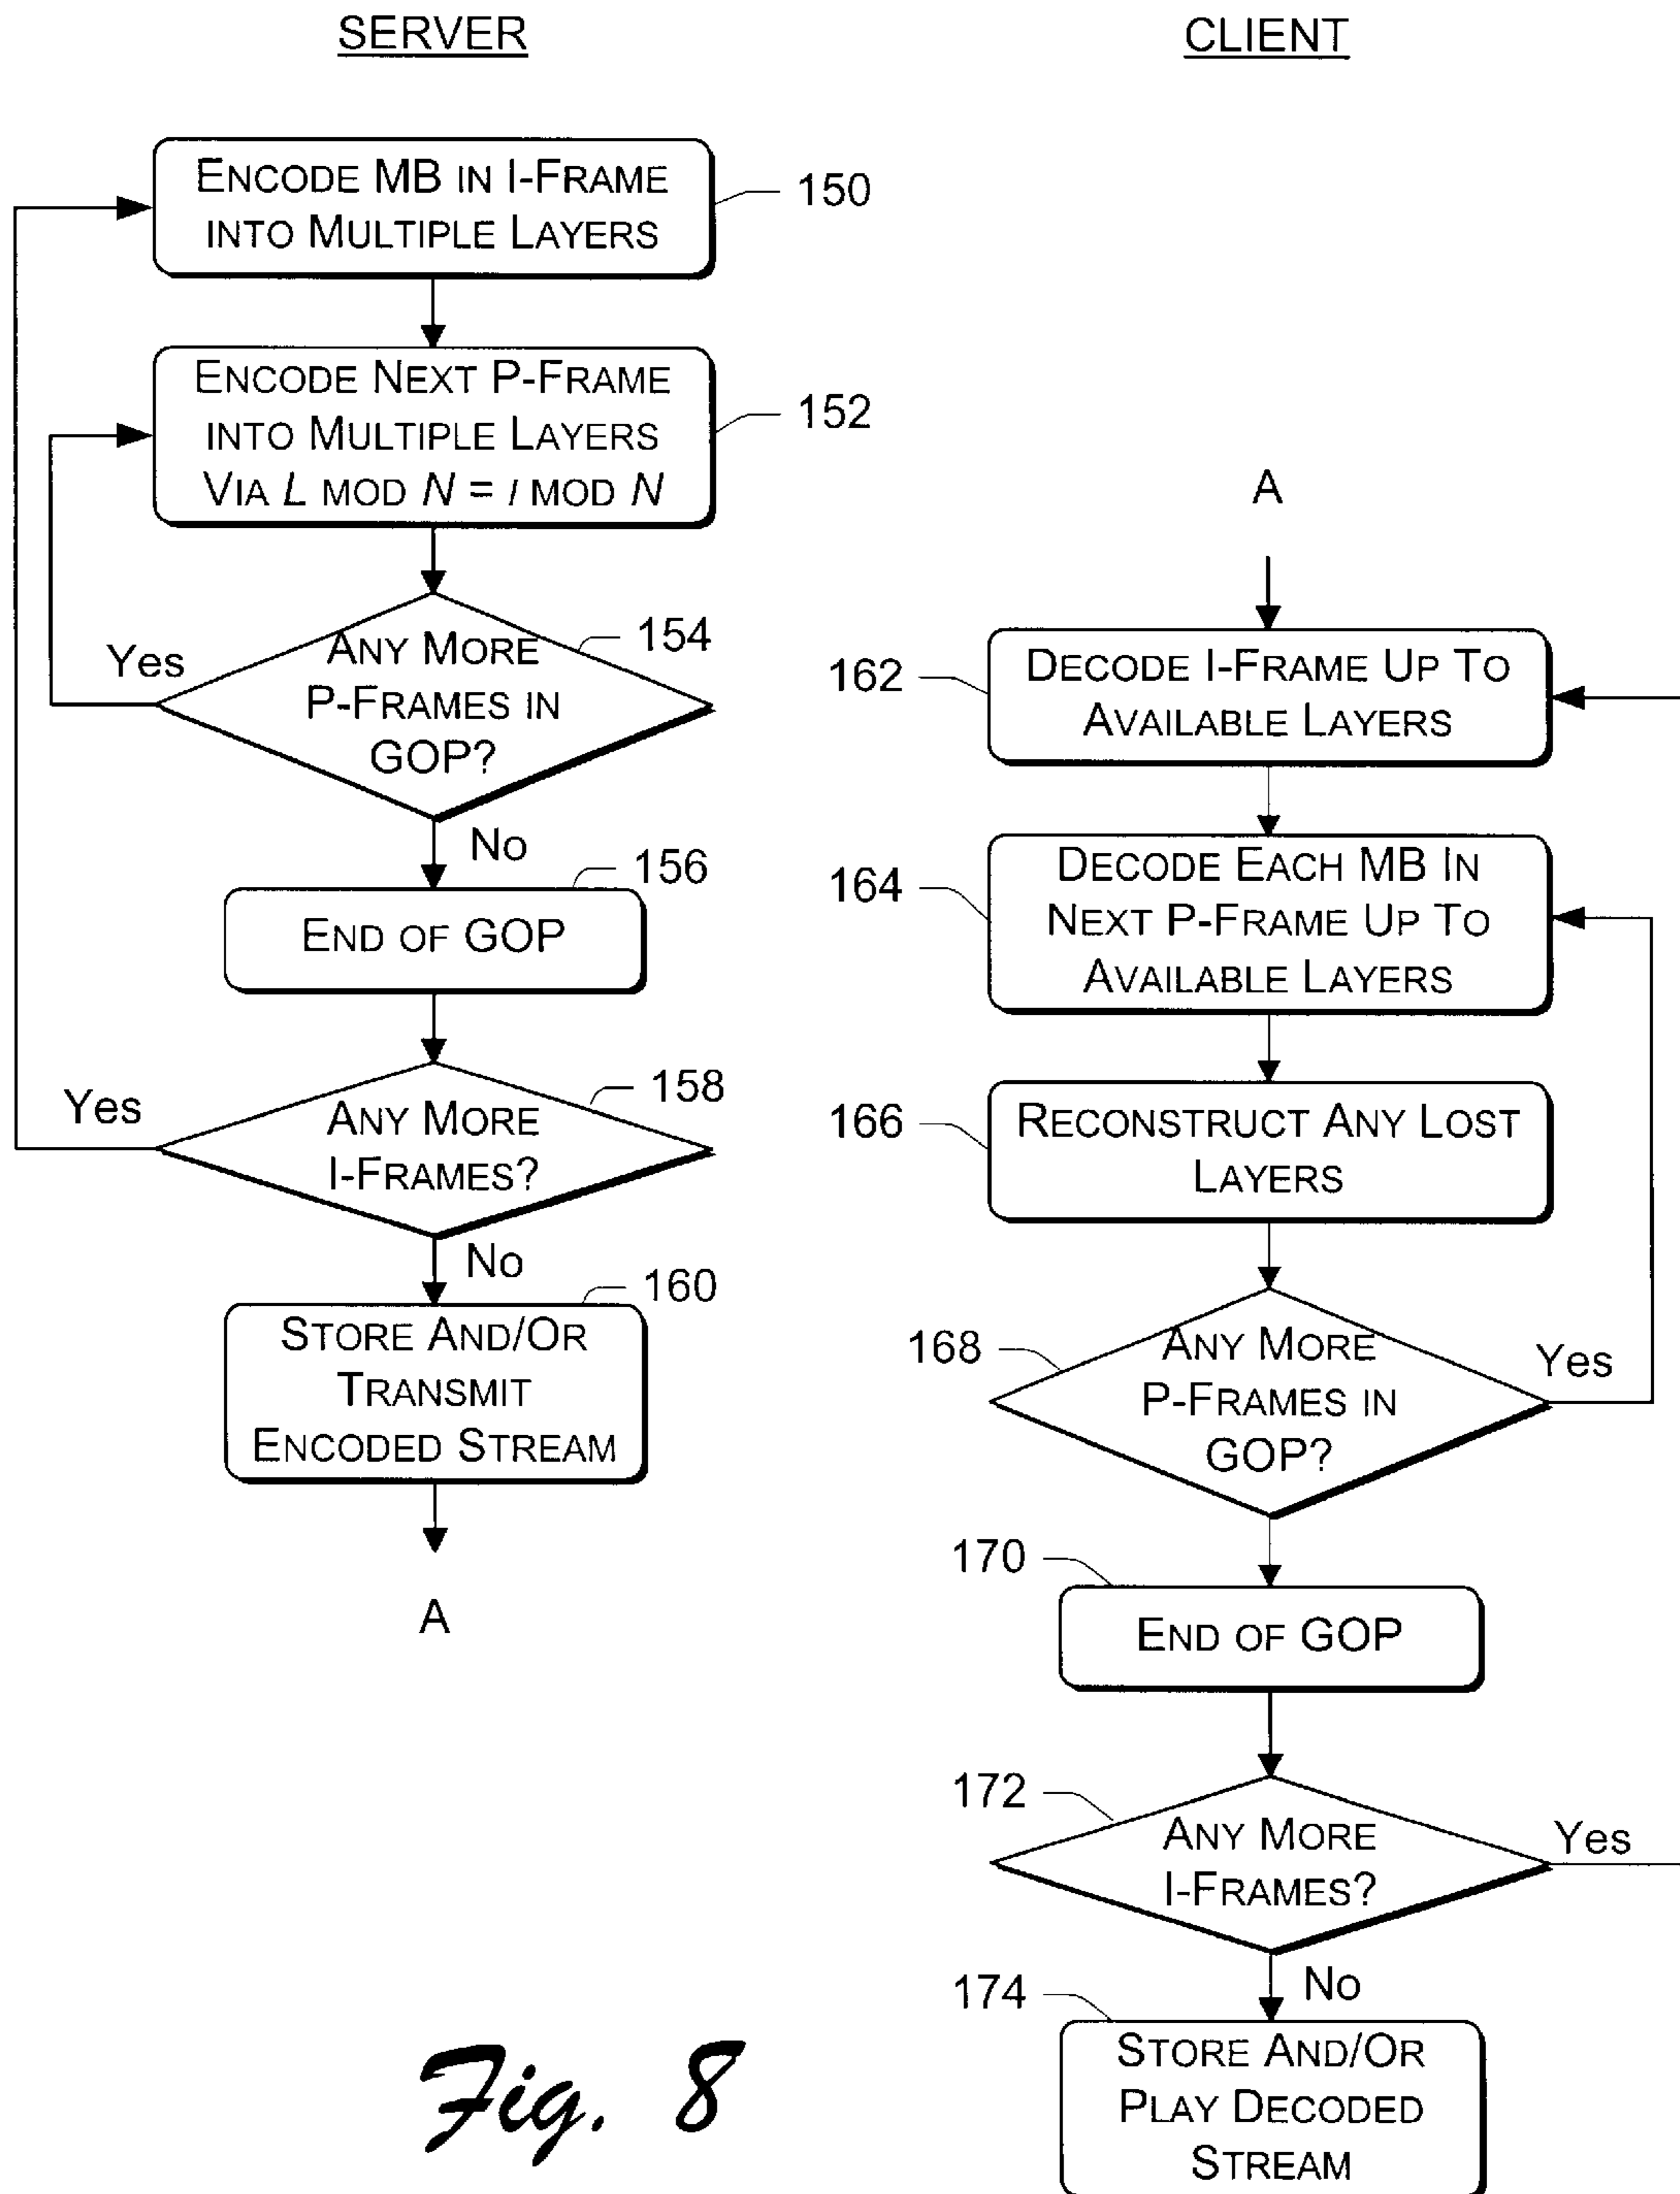 SERVER
ENCODE MB IN I-FRAME
INTO MULTIPLE LAYERS
150
ENCODE NEXT P-FRAME
INTO MULTIPLE LAYERS
VIA L MOD N = l MOD N
152
ANY MORE
P-FRAMES IN
GOP?
154
Yes
No
END OF GOP
156
ANY MORE
I-FRAMES?
158
Yes
No
STORE AND/OR
TRANSMIT
ENCODED STREAM
160
A
CLIENT
A
DECODE I-FRAME UP TO
AVAILABLE LAYERS
162
DECODE EACH MB IN
NEXT P-FRAME UP TO
AVAILABLE LAYERS
164
RECONSTRUCT ANY LOST
LAYERS
166
ANY MORE
P-FRAMES IN
GOP?
168
Yes
END OF GOP
170
ANY MORE
I-FRAMES?
172
Yes
No
STORE AND/OR
PLAY DECODED
STREAM
174
Fig. 8